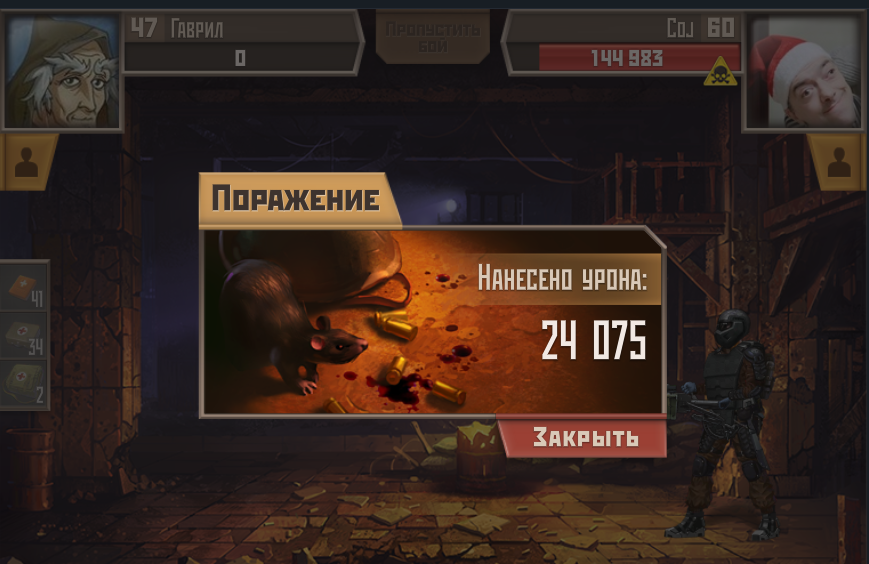 47 Гаврил
0
Пропустить
бой
Coj 60
144 983
Поражение
Нанесено урона:
24 075
41
34
2
Закрыть